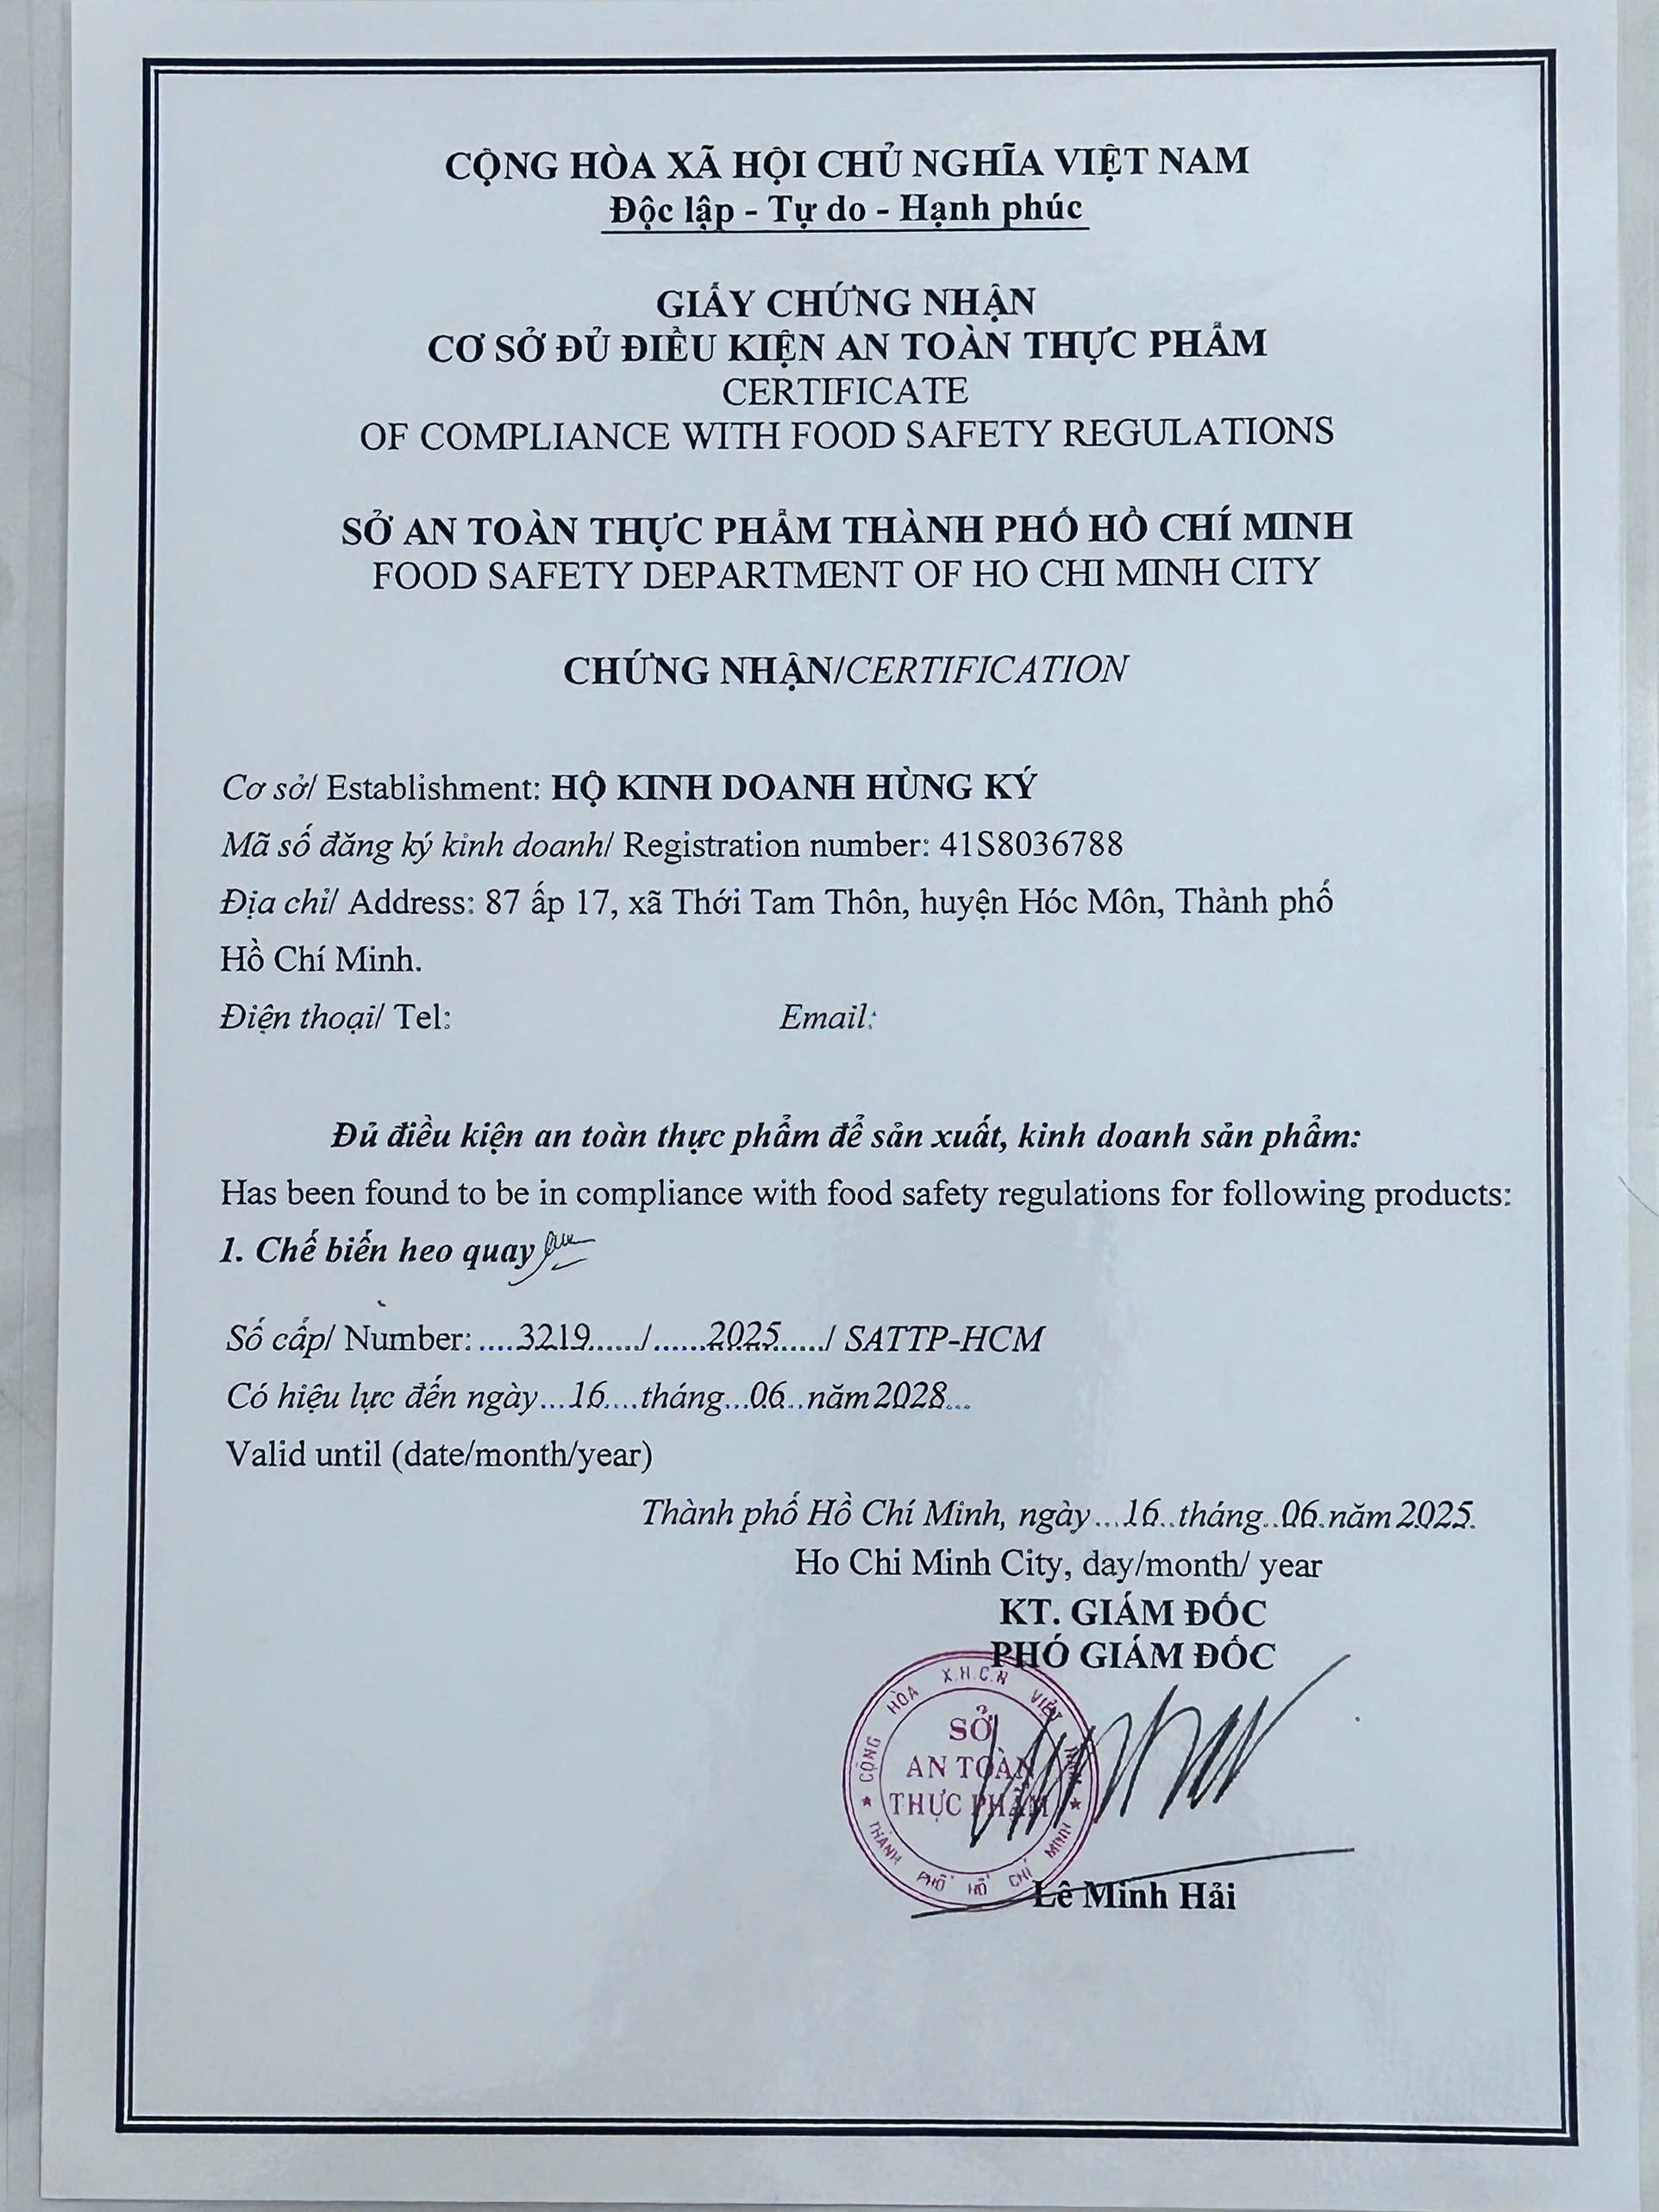 CỘNG HÒA XÃ HỘI CHỦ NGHĨA VIỆT NAM
Độc lập - Tự do - Hạnh phúc
GIẤY CHỨNG NHẬN
CƠ SỞ ĐỦ ĐIỀU KIỆN AN TOÀN THỰC PHẨM
CERTIFICATE
OF COMPLIANCE WITH FOOD SAFETY REGULATIONS
SỞ AN TOÀN THỰC PHẨM THÀNH PHỐ HỒ CHÍ MINH
FOOD SAFETY DEPARTMENT OF HO CHI MINH CITY
CHỨNG NHẬN/CERTIFICATION
Cơ sở/ Establishment: HỘ KINH DOANH HÙNG KÝ
Mã số đăng ký kinh doanh/ Registration number: 41S8036788
Địa chỉ/ Address: 87 ấp 17, xã Thới Tam Thôn, huyện Hóc Môn, Thành phố
Hồ Chí Minh.
Điện thoại/ Tel: Email:
Đủ điều kiện an toàn thực phẩm để sản xuất, kinh doanh sản phẩm:
Has been found to be in compliance with food safety regulations for following products:
1. Chế biến heo quay
Số cấp/ Number: ....3219....../......2025...../ SATTP-HCM
Có hiệu lực đến ngày...16....tháng...06..năm 2028...
Valid until (date/month/year)
Thành phố Hồ Chí Minh, ngày...16..tháng..06.năm 2025.
Ho Chi Minh City, day/month/ year
KT. GIÁM ĐỐC
PHÓ GIÁM ĐỐC
CỘNG HÒA X.H.C.N VIỆT NAM
SỞ
AN TOÀN
THỰC PHẨM
THÀNH PHỐ HỒ CHÍ MINH
Lê Minh Hải